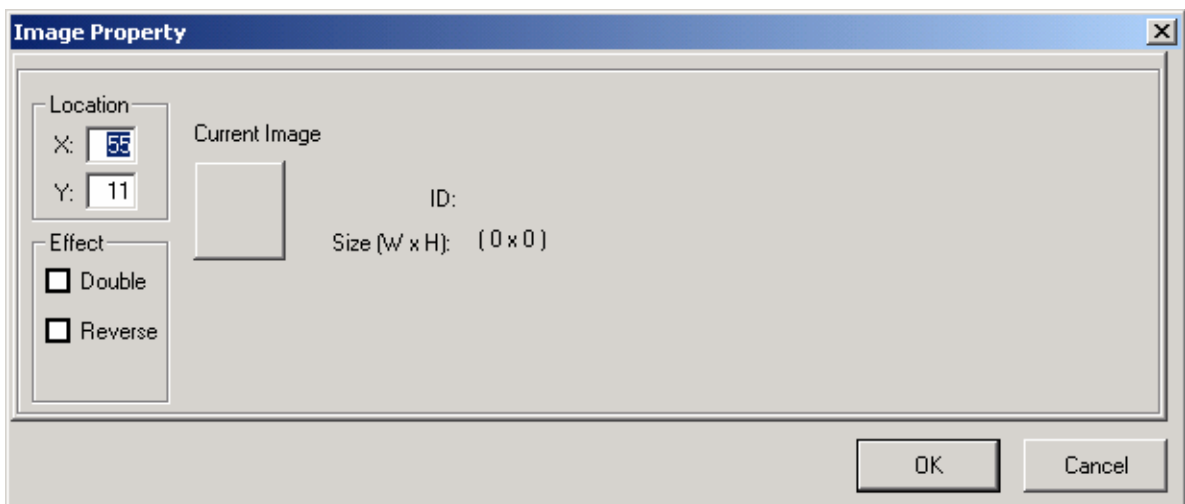 Image Property
Location
X: 55
Y: 11
Current Image
ID:
Size (W x H): ( 0 x 0 )
Effect
Double
Reverse
OK Cancel